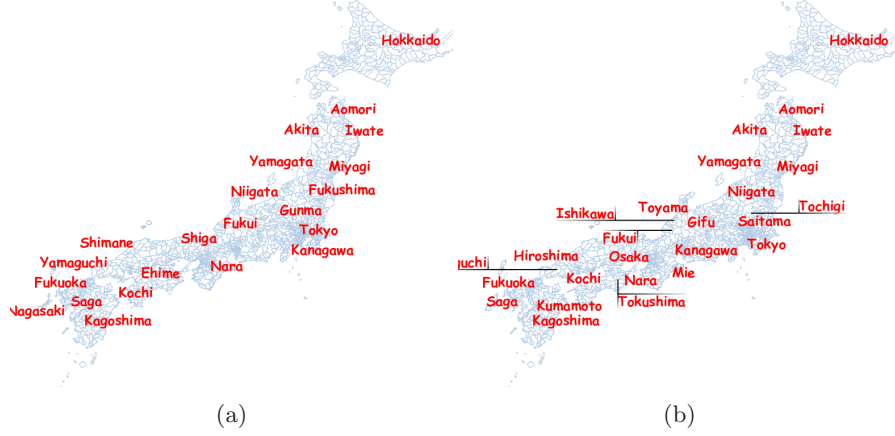 Hokkaido
Aomori
Akita
Iwate
Yamagata
Miyagi
Niigata
Fukushima
Gunma
Fukui
Tokyo
Shiga
Shimane
Kanagawa
Yamaguchi
Nara
Ehime
Fukuoka
Kochi
Saga
Nagasaki
Kagoshima
(a)
Hokkaido
Aomori
Akita
Iwate
Yamagata
Miyagi
Niigata
Tochigi
Toyama
Ishikawa
Gifu
Saitama
Fukui
Tokyo
Kanagawa
Hiroshima
Osaka
guchi
Mie
Fukuoka
Kochi
Nara
Saga
Kumamoto
Tokushima
Kagoshima
(b)